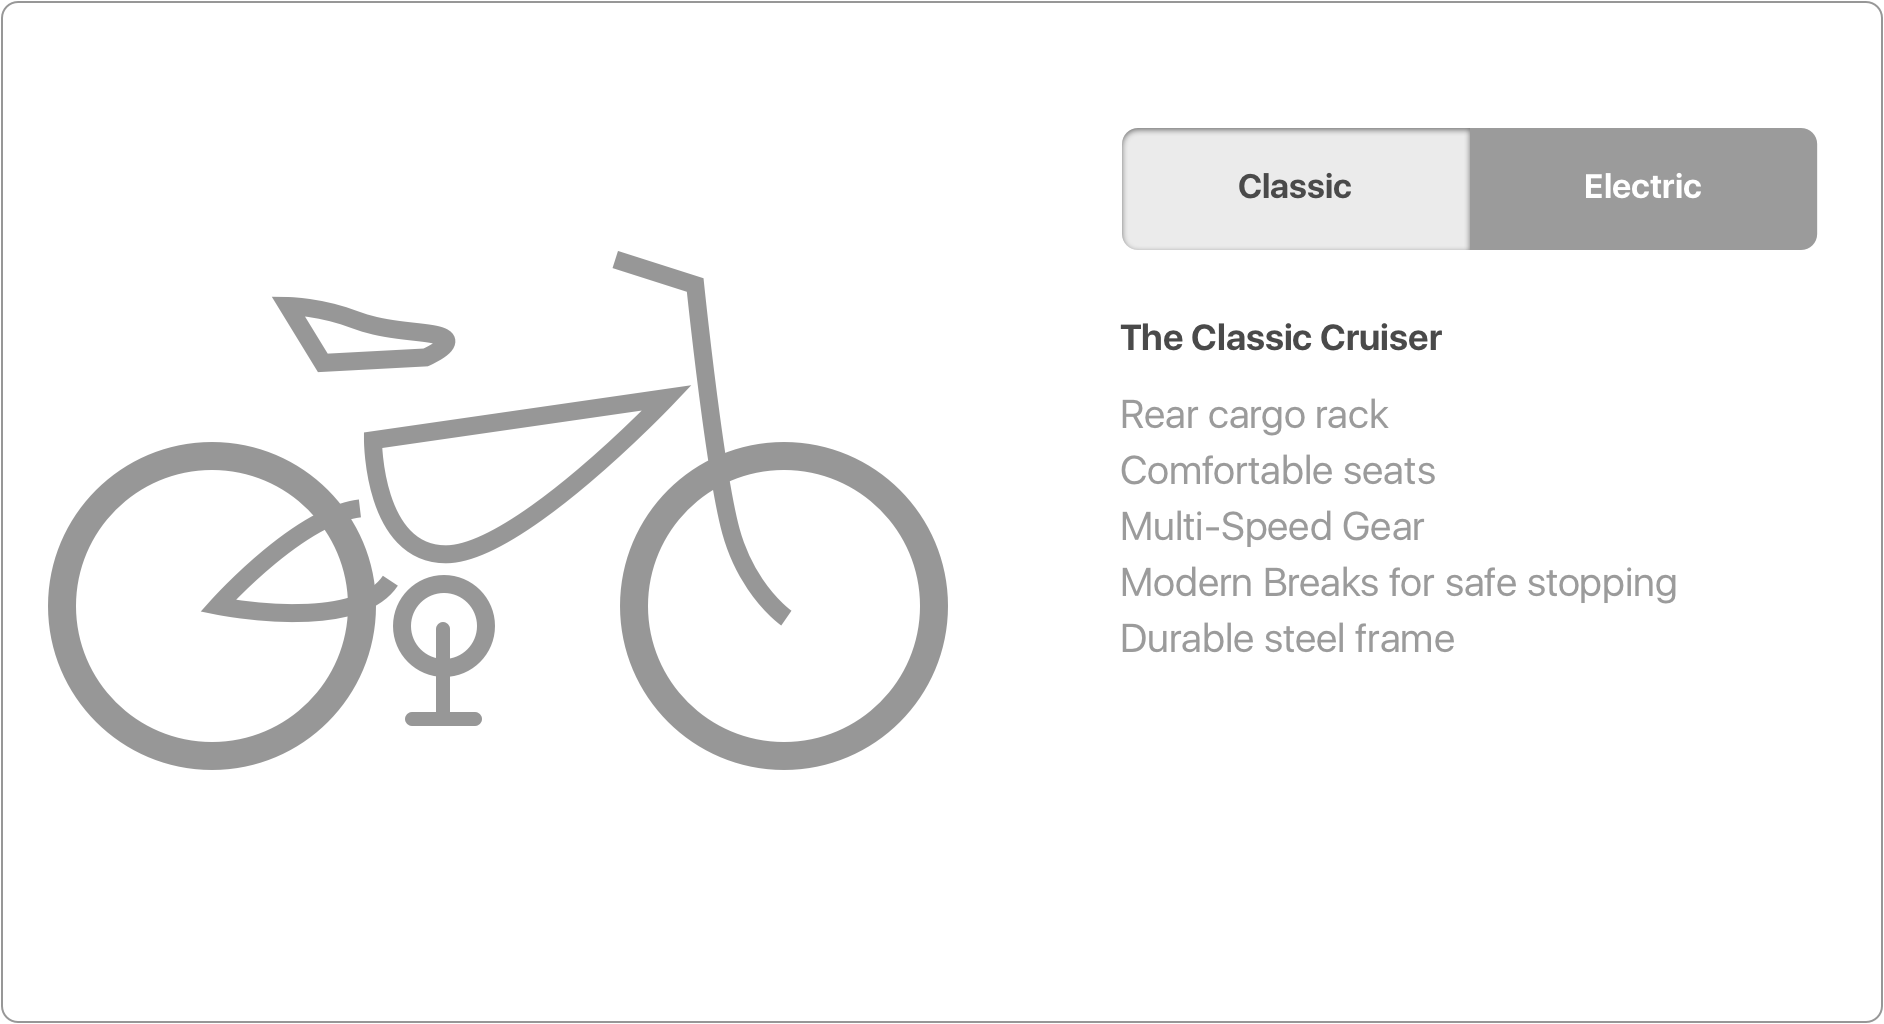 Classic
Electric
The Classic Cruiser
Rear cargo rack
Comfortable seats
Multi-Speed Gear
Modern Breaks for safe stopping
Durable steel frame